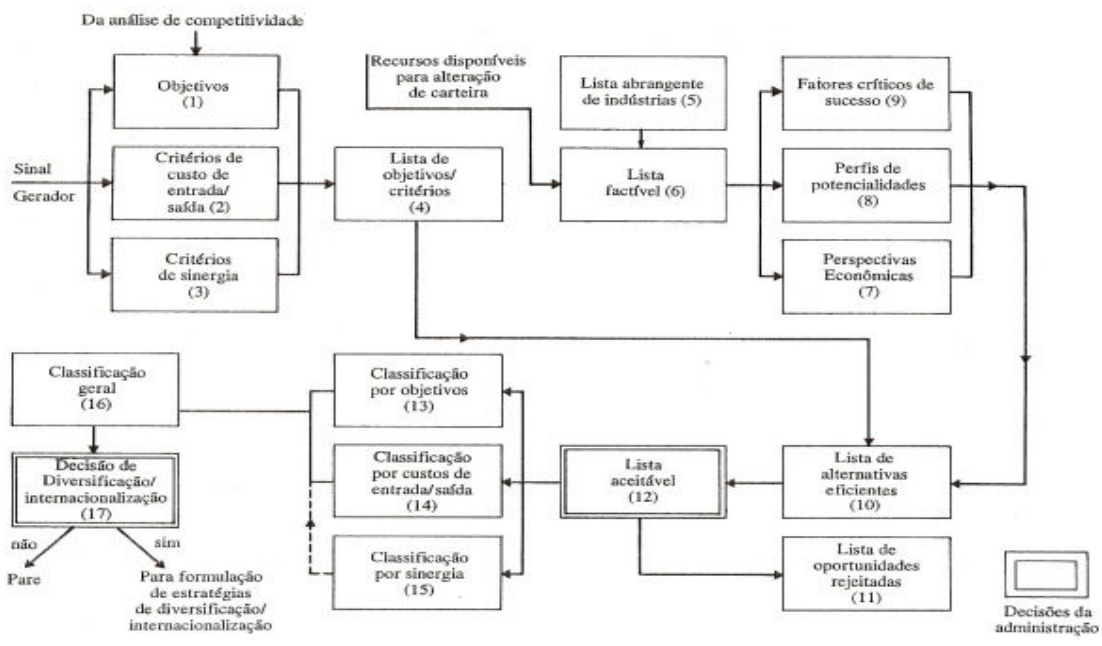 Da análise de competitividade
Objetivos
(1)
Sinal
Gerador
Critérios de
custo de
entrada/
saída (2)
Critérios
de sinergia
(3)
Lista de
objetivos/
critérios
(4)
Recursos disponíveis
para alteração
de carteira
Lista abrangente
de indústrias (5)
Lista
factível (6)
Fatores críticos de
sucesso (9)
Perfis de
potencialidades
(8)
Perspectivas
Econômicas
(7)
Classificação
geral
(16)
Decisão de
Diversificação/
internacionalização
(17)
não
sim
Pare
Para formulação
de estratégias
de diversificação/
internacionalização
Classificação
por objetivos
(13)
Classificação
por custos de
entrada/saída
(14)
Classificação
por sinergia
(15)
Lista
aceitável
(12)
Lista de
alternativas
eficientes
(10)
Lista de
oportunidades
rejeitadas
(11)
Decisões da
administração